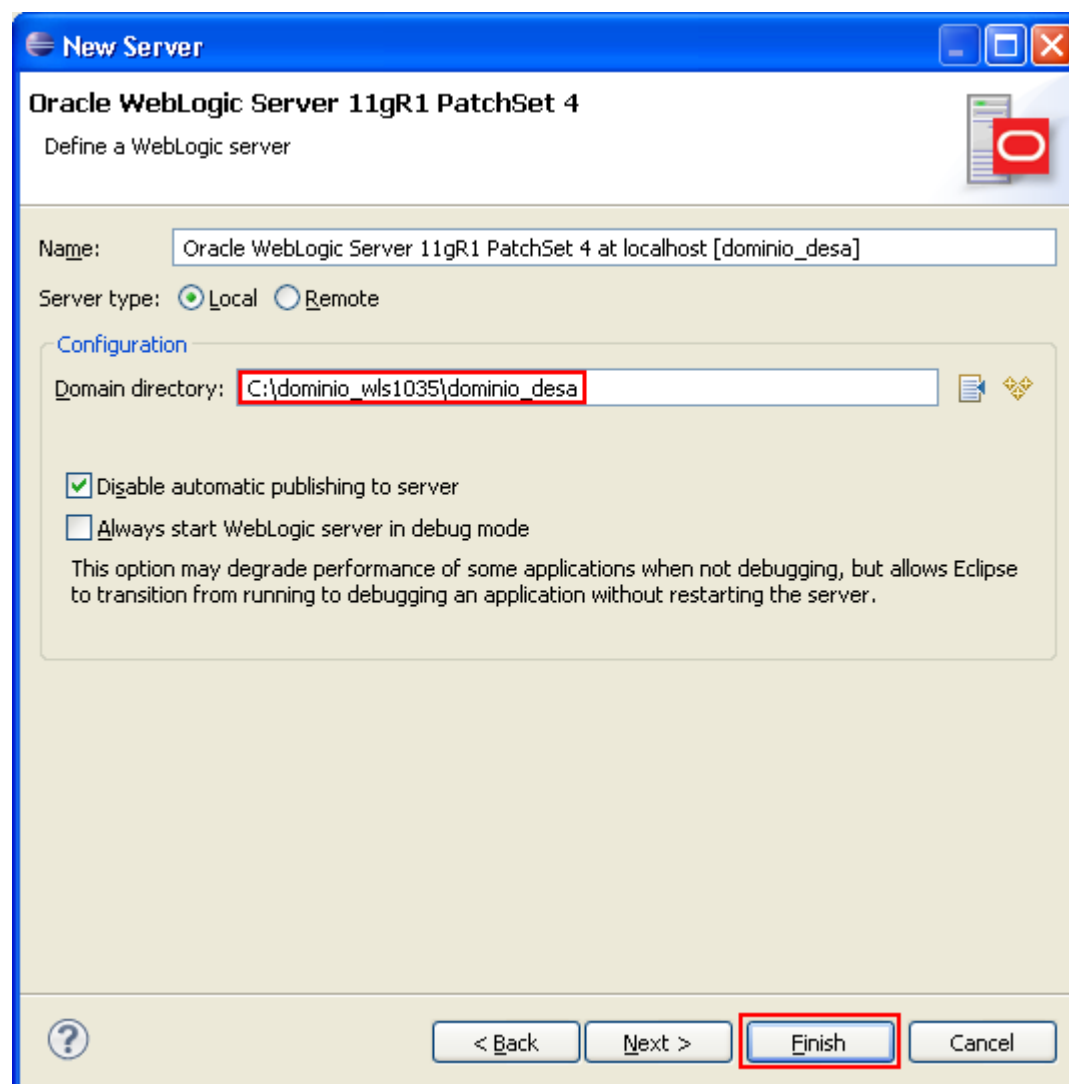 New Server
Oracle WebLogic Server 11gR1 PatchSet 4
Define a WebLogic server
Name: Oracle WebLogic Server 11gR1 PatchSet 4 at localhost [dominio_desa]
Server type: Local Remote
Configuration
Domain directory: C:\dominio_wls1035\dominio_desa
Disable automatic publishing to server
Always start WebLogic server in debug mode
This option may degrade performance of some applications when not debugging, but allows Eclipse
to transition from running to debugging an application without restarting the server.
? < Back Next > Finish Cancel